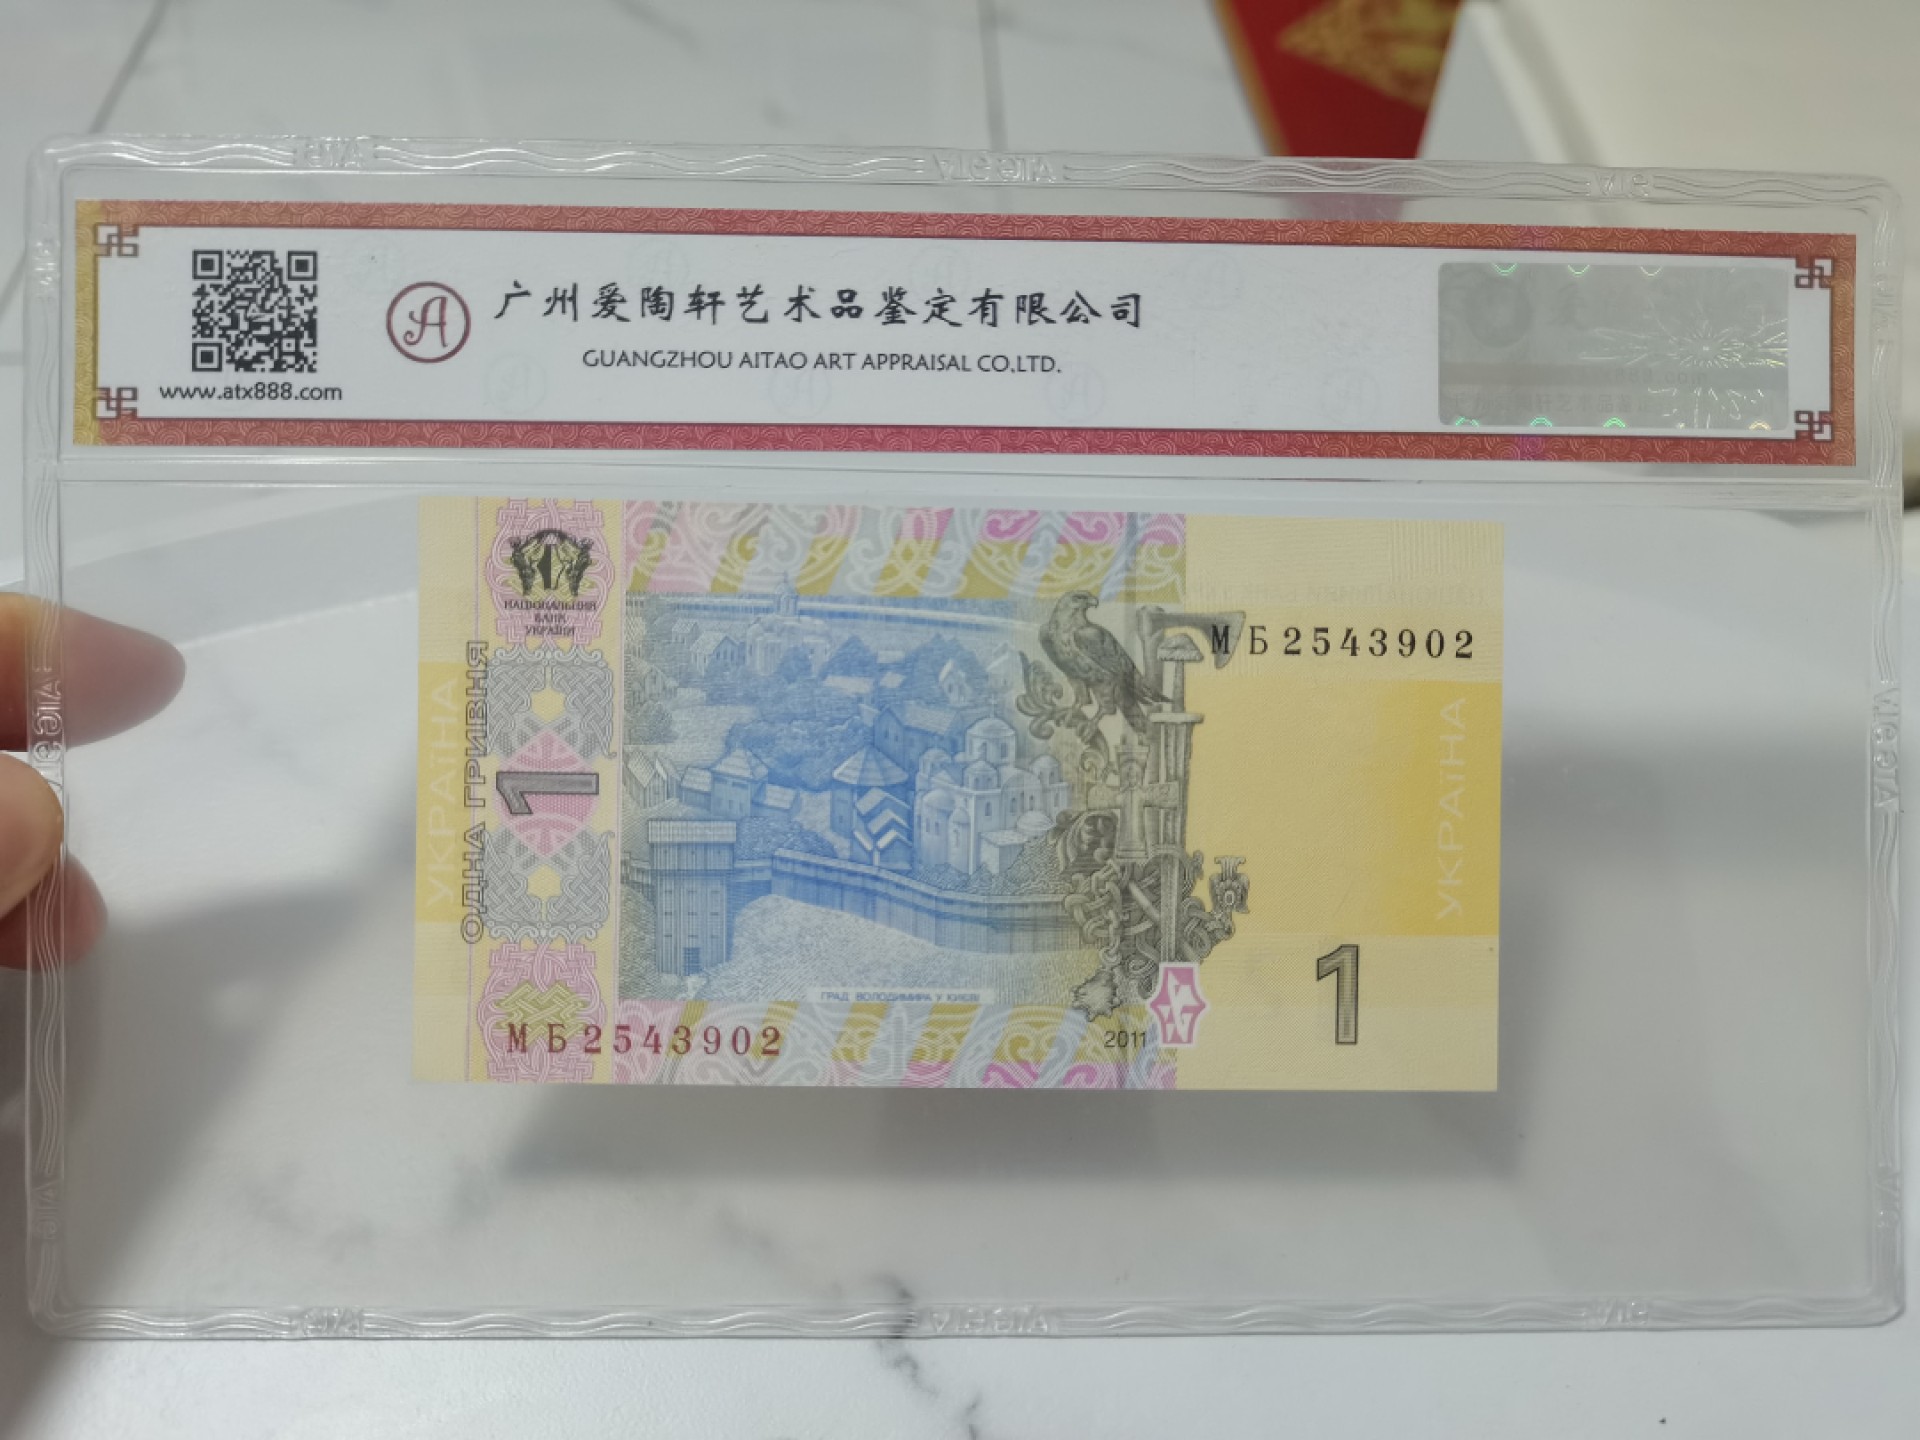 广州爱陶轩艺术品鉴定有限公司
GUANGZHOU AITAO ART APPRAISAL CO.LTD.
www.atx888.com
НАЦІОНАЛЬНИЙ
БАНК
УКРАЇНИ
МБ2543902
УКРАЇНА
ОДНА ГРИВНЯ
1
УКРАЇНА
ГРАД ВОЛОДИМИРА У КИЄВІ
МБ2543902
2011
1